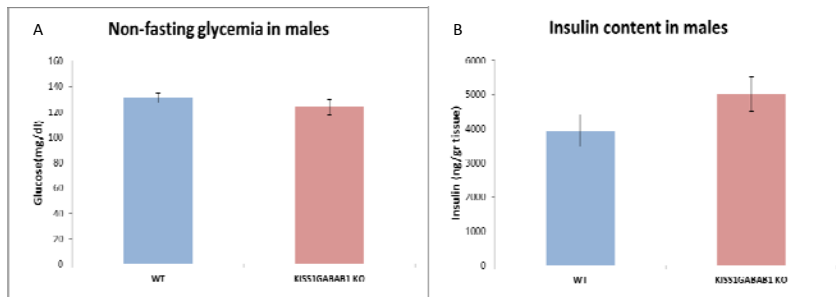 A
Non-fasting glycemia in males
160
140
120
100
80
60
40
20
0
Glucose(mg/dl)
WT
KISS1GABAB1 KO
B
Insulin content in males
6000
5000
4000
3000
2000
1000
0
Insulin (ng/gr tissue)
WT
KISS1GABAB1 KO